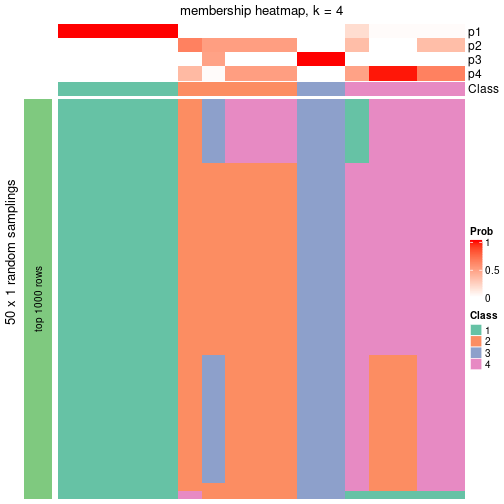 membership heatmap, k = 4
p1
p2
p3
p4
Class
50 x 1 random samplings
top 1000 rows
Prob
1
0.5
0
Class
1
2
3
4